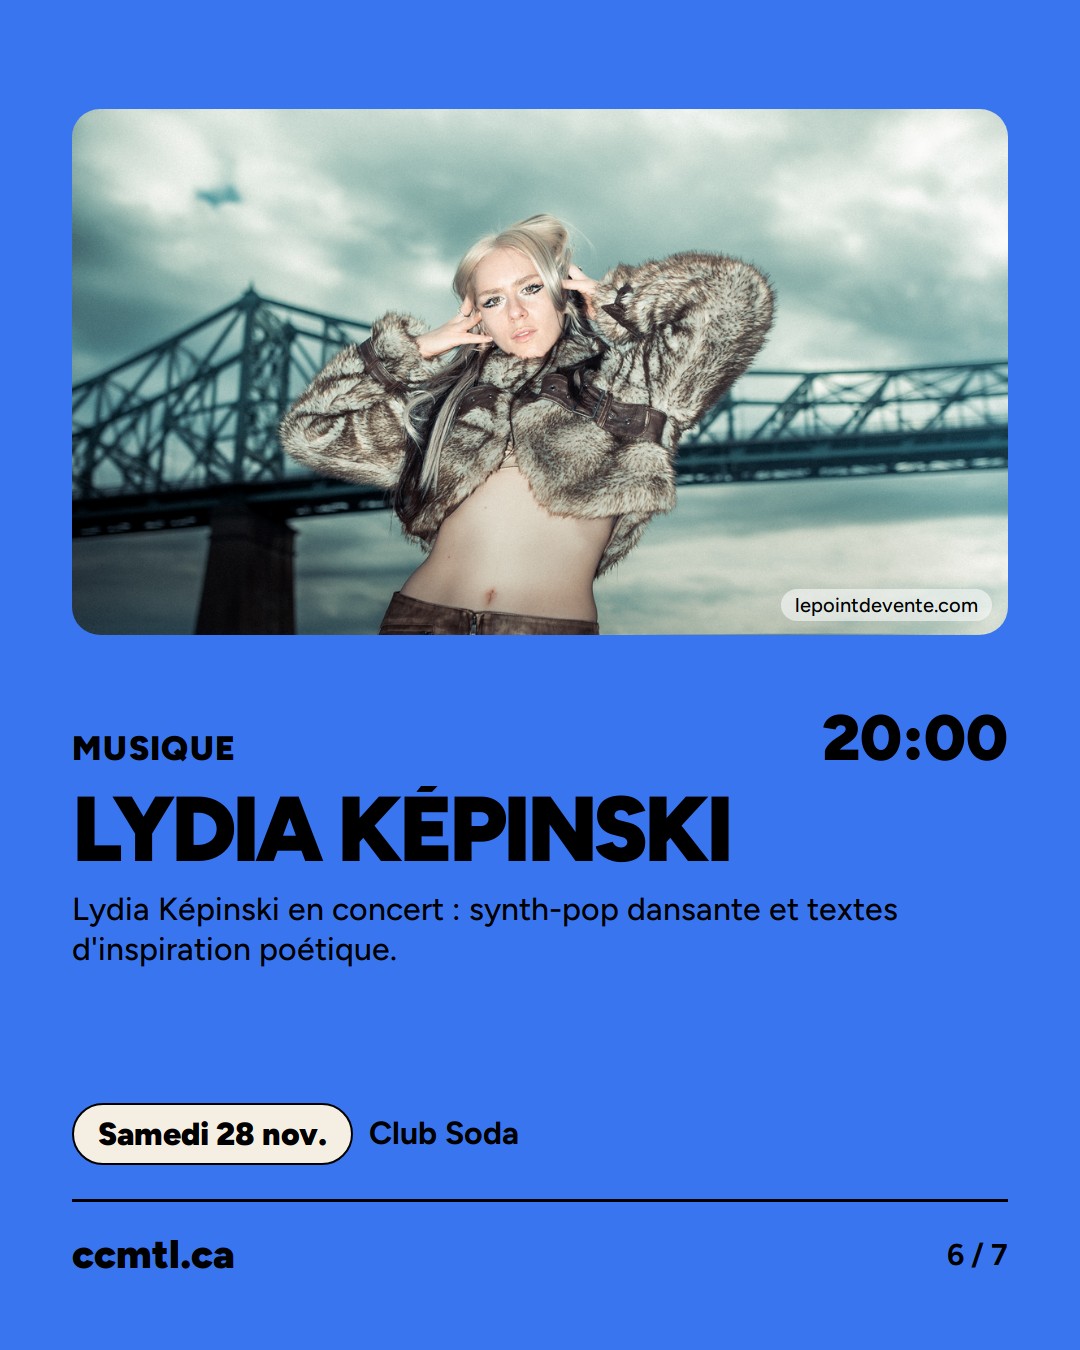 lepointdevente.com
MUSIQUE
20:00
LYDIA KÉPINSKI
Lydia Képinski en concert : synth-pop dansante et textes
d'inspiration poétique.
Samedi 28 nov.
Club Soda
ccmtl.ca
6 / 7